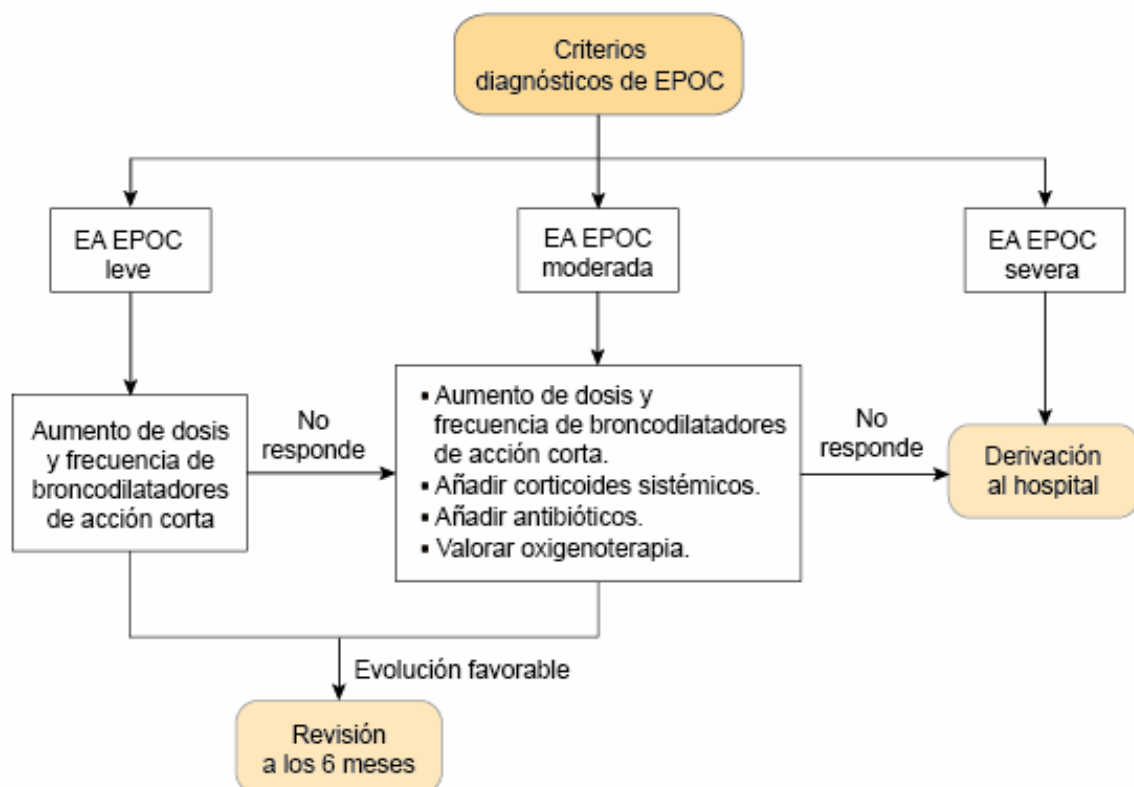 Criterios
diagnósticos de EPOC
EA EPOC
leve
EA EPOC
moderada
EA EPOC
severa
Aumento de dosis
y frecuencia de
broncodilatadores
de acción corta
No
responde
▪ Aumento de dosis y
frecuencia de broncodilatadores
de acción corta.
▪ Añadir corticoides sistémicos.
▪ Añadir antibióticos.
▪ Valorar oxigenoterapia.
No
responde
Derivación
al hospital
Evolución favorable
Revisión
a los 6 meses